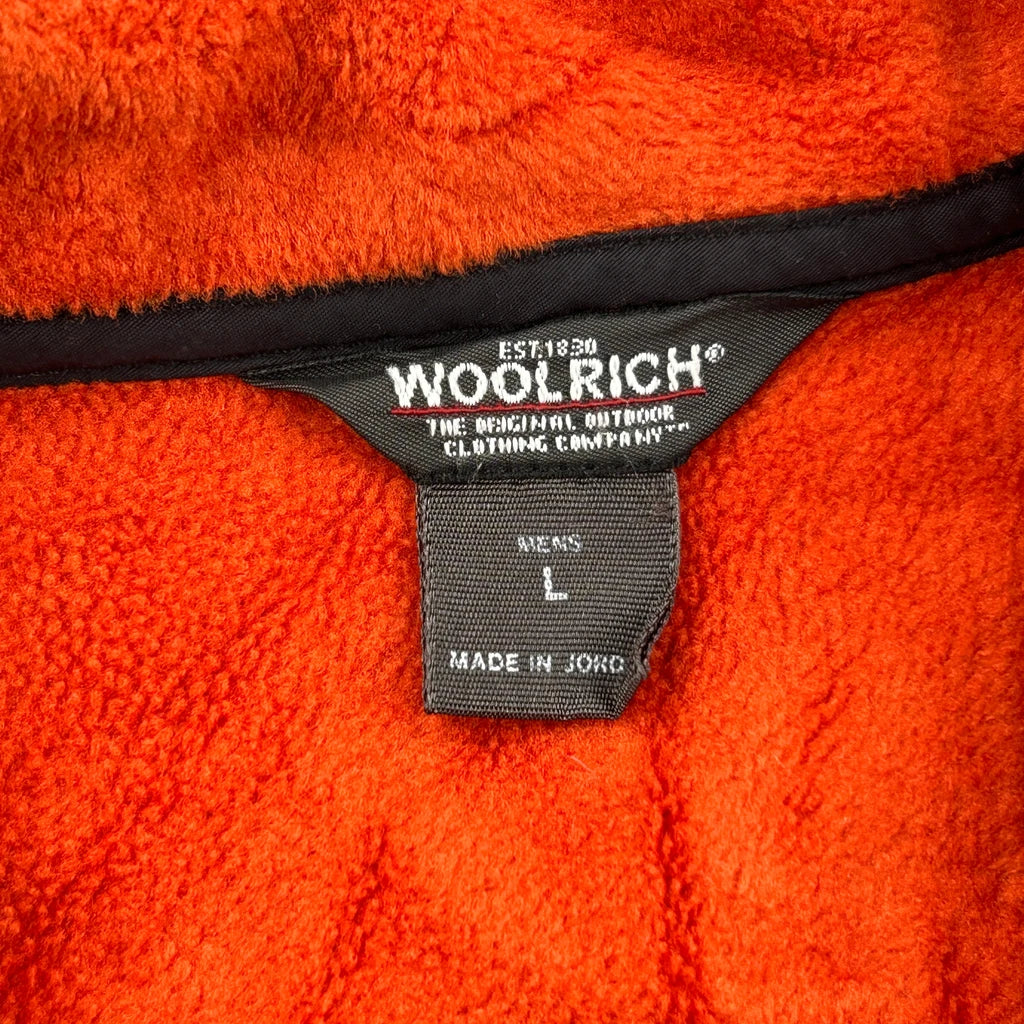 EST.1830
WOOLRICH®
THE ORIGINAL OUTDOOR
CLOTHING COMPANY™
MENS
L
MADE IN JORD